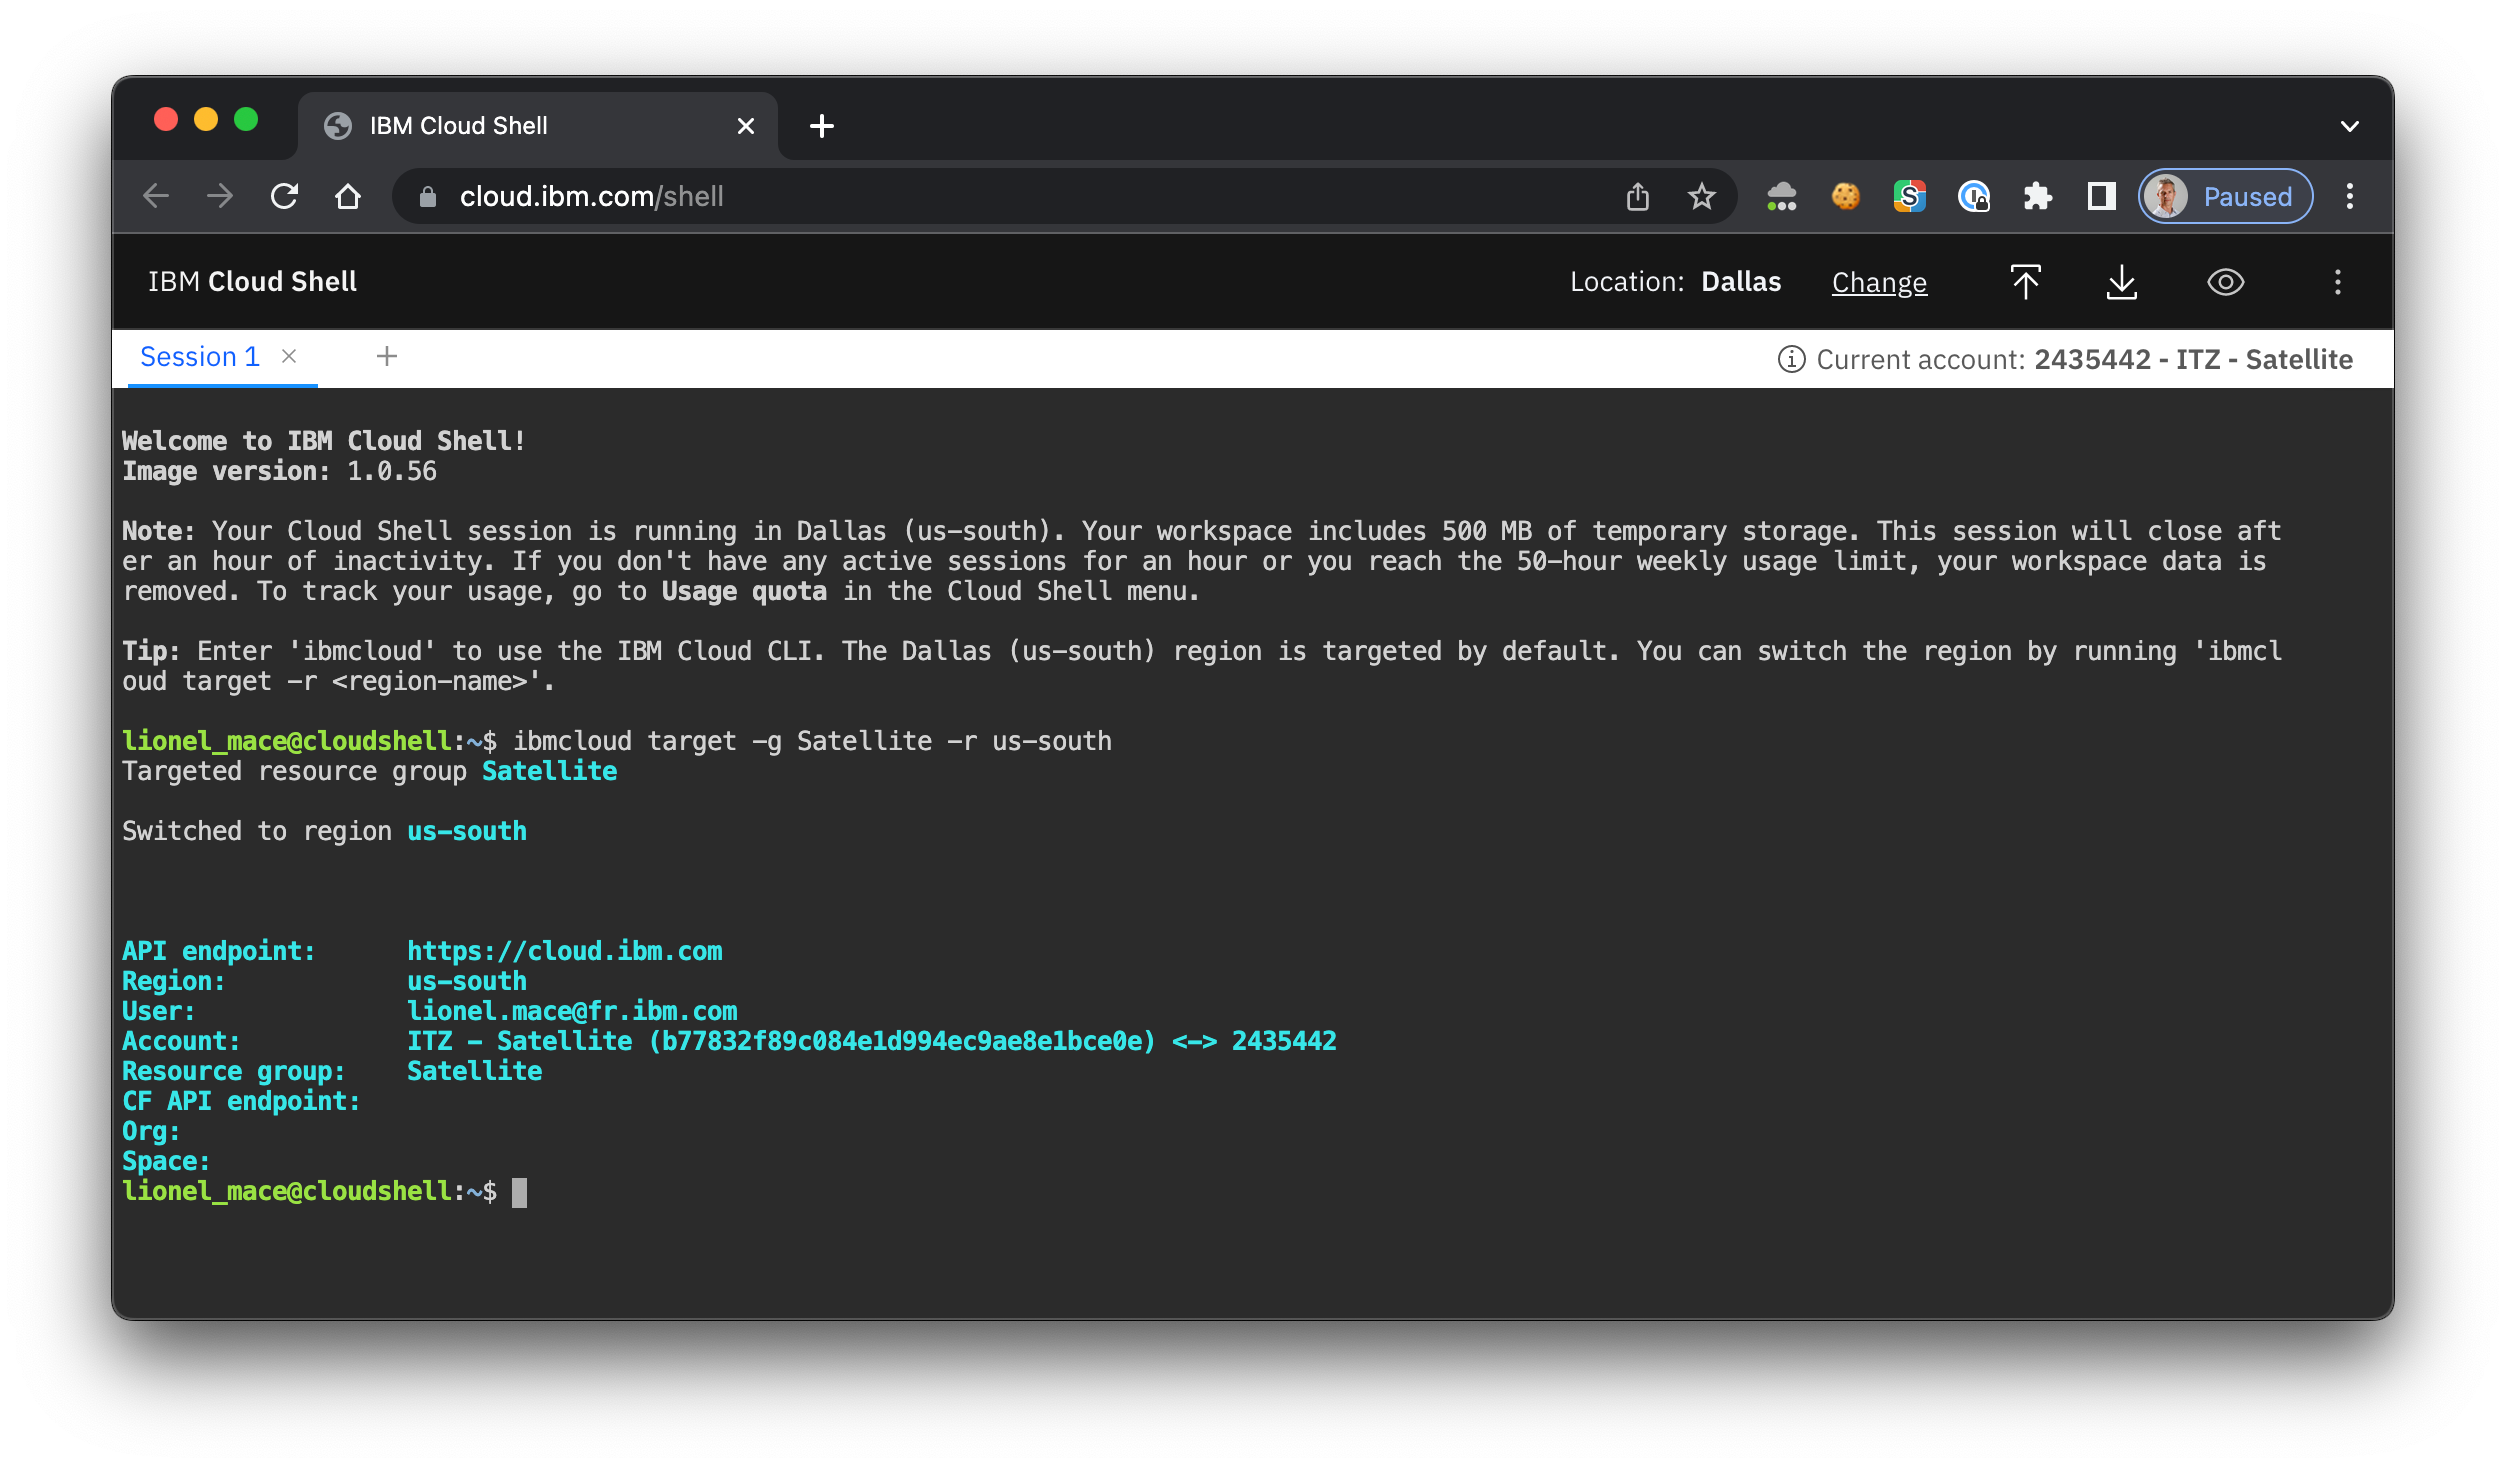 IBM Cloud Shell
cloud.ibm.com/shell
Paused
IBM Cloud Shell
Location: Dallas Change
Session 1
Current account: 2435442 - ITZ - Satellite
Welcome to IBM Cloud Shell!
Image version: 1.0.56
Note: Your Cloud Shell session is running in Dallas (us-south). Your workspace includes 500 MB of temporary storage. This session will close aft
er an hour of inactivity. If you don't have any active sessions for an hour or you reach the 50-hour weekly usage limit, your workspace data is
removed. To track your usage, go to Usage quota in the Cloud Shell menu.
Tip: Enter 'ibmcloud' to use the IBM Cloud CLI. The Dallas (us-south) region is targeted by default. You can switch the region by running 'ibmcl
oud target -r <region-name>'.
lionel_mace@cloudshell:~$ ibmcloud target -g Satellite -r us-south
Targeted resource group Satellite
Switched to region us-south
API endpoint: https://cloud.ibm.com
Region: us-south
User: lionel.mace@fr.ibm.com
Account: ITZ - Satellite (b77832f89c084e1d994ec9ae8e1bce0e) <-> 2435442
Resource group: Satellite
CF API endpoint:
Org:
Space:
lionel_mace@cloudshell:~$